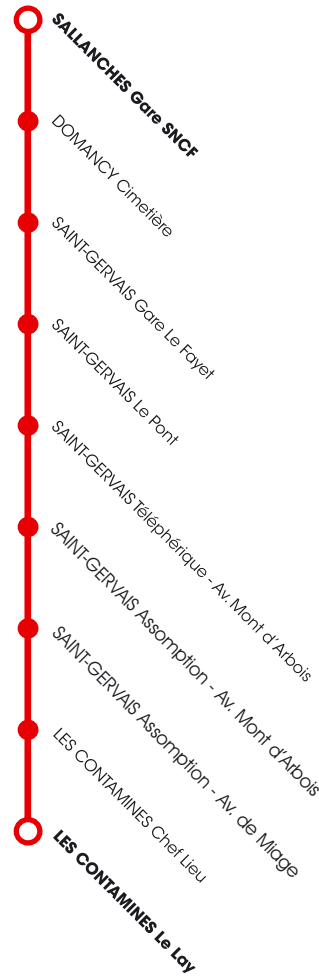 SALLANCHES Gare SNCF
DOMANCY Cimetière
SAINT-GERVAIS Gare Le Fayet
SAINT-GERVAIS Le Pont
SAINT-GERVAIS Téléphérique - Av. Mont d'Arbois
SAINT-GERVAIS Assomption - Av. Mont d'Arbois
SAINT-GERVAIS Assomption - Av. de Miage
LES CONTAMINES Chef Lieu
LES CONTAMINES Le Lay